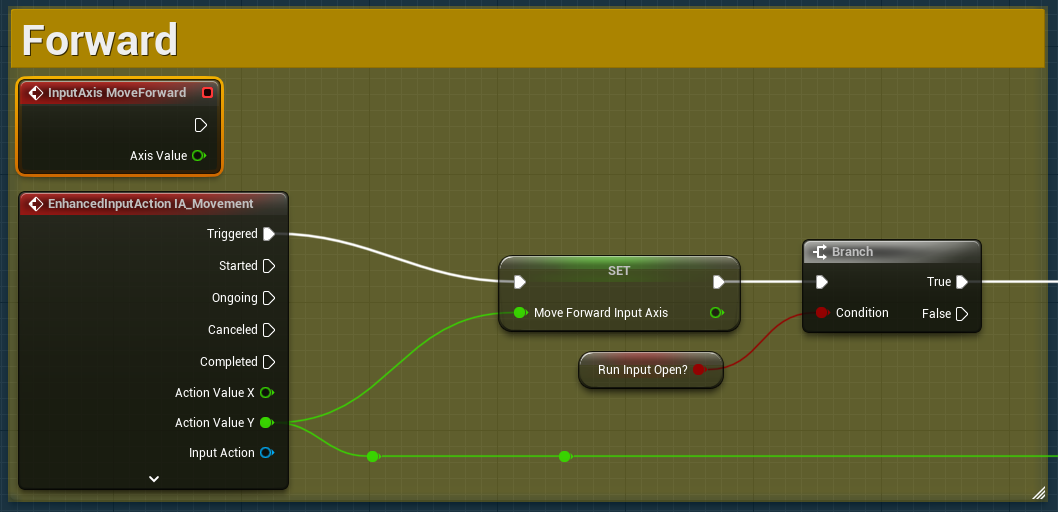 Forward
InputAxis MoveForward
Axis Value
EnhancedInputAction IA_Movement
Triggered
Started
Ongoing
Canceled
Completed
Action Value X
Action Value Y
Input Action
SET
Move Forward Input Axis
Run Input Open?
Branch
True
Condition
False